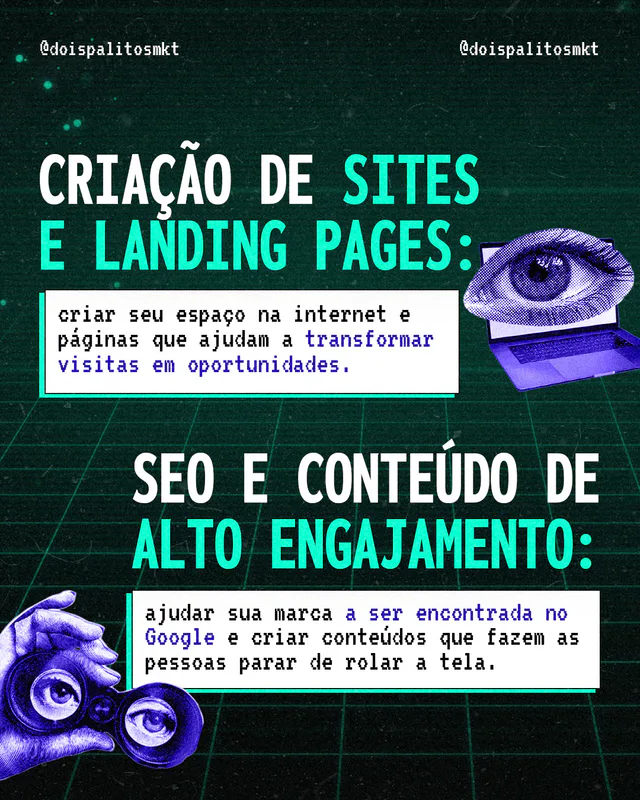 @doispalitosmkt @doispalitosmkt
CRIAÇÃO DE SITES
E LANDING PAGES:
criar seu espaço na internet e
páginas que ajudam a transformar
visitas em oportunidades.
SEO E CONTEÚDO DE
ALTO ENGAJAMENTO:
ajudar sua marca a ser encontrada no
Google e criar conteúdos que fazem as
pessoas parar de rolar a tela.